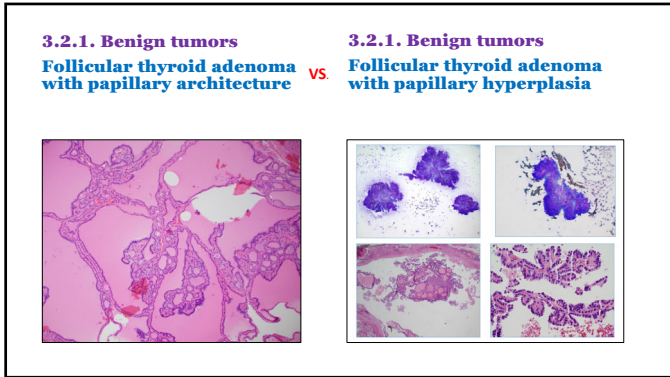 3.2.1. Benign tumors
Follicular thyroid adenoma
with papillary architecture
vs.
3.2.1. Benign tumors
Follicular thyroid adenoma
with papillary hyperplasia